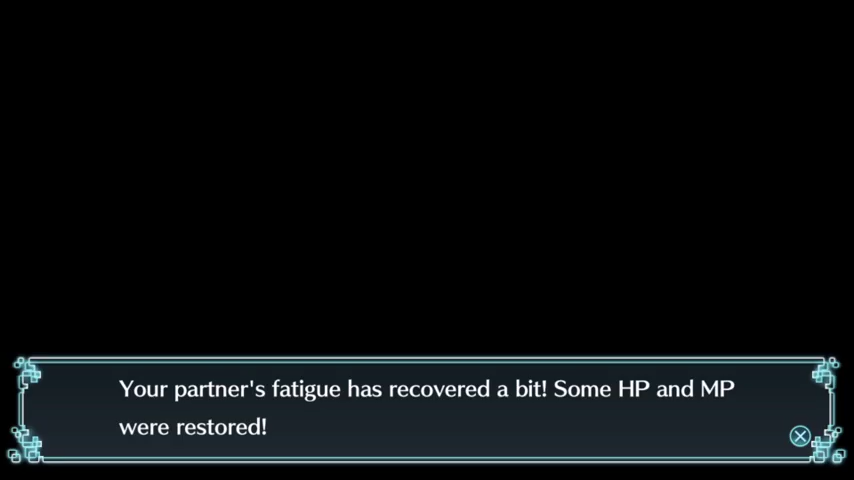 Your partner's fatigue has recovered a bit! Some HP and MP
were restored!